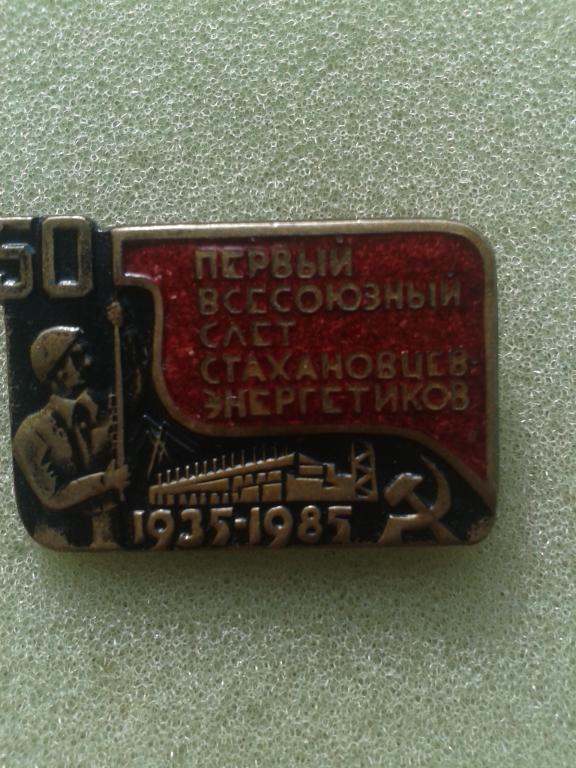 50
ПЕРВЫЙ
ВСЕСОЮЗНЫЙ
СЛЕТ
СТАХАНОВЦЕВ-
ЭНЕРГЕТИКОВ
1935-1985